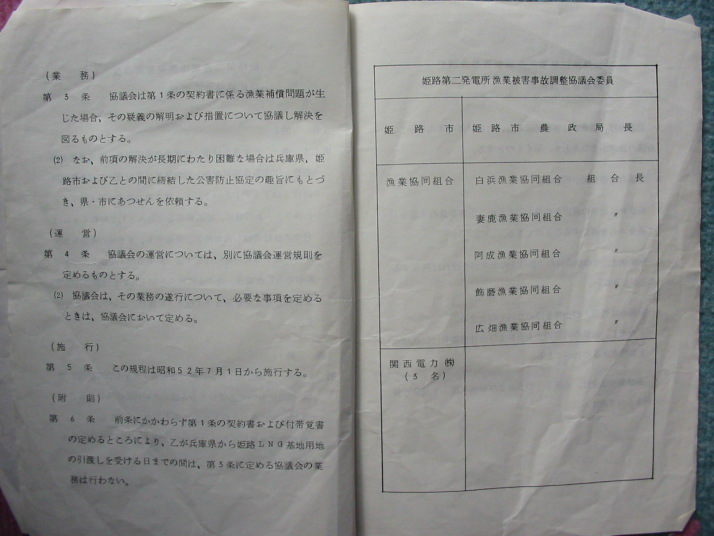 (業　務)
第　3　条　協議会は第1条の契約書に係る漁業補償問題が生
じた場合、その疑義の解明および措置について協議し解決を
図るものとする。
(2) なお、前項の解決が長期にわたり困難な場合は兵庫県、姫
路市および乙との間に締結した公害防止協定の趣旨にもとづ
き、県・市にあつせんを依頼する。
(運　営)
第　4　条　協議会の運営については、別に協議会運営規則を
定めるものとする。
(2) 協議会は、その業務の遂行について、必要な事項を定める
ときは、協議会において定める。
(施　行)
第　5　条　この規程は昭和52年7月1日から施行する。
(附　則)
第　6　条　前条にかかわらず第1条の契約書および付帯覚書
の定めるところにより、乙が兵庫県から姫路LNG基地用地
の引渡しを受ける日までの間は、第3条に定める協議会の業
務は行わない。
姫路第二発電所漁業被害事故調整協議会委員
姫　路　市　姫　路　市　農　政　局　長
漁業協同組合　白浜漁業協同組合　組　合　長
妻鹿漁業協同組合　〃
阿成漁業協同組合　〃
飾磨漁業協同組合　〃
広畑漁業協同組合　〃
関西電力㈱
(3　名)